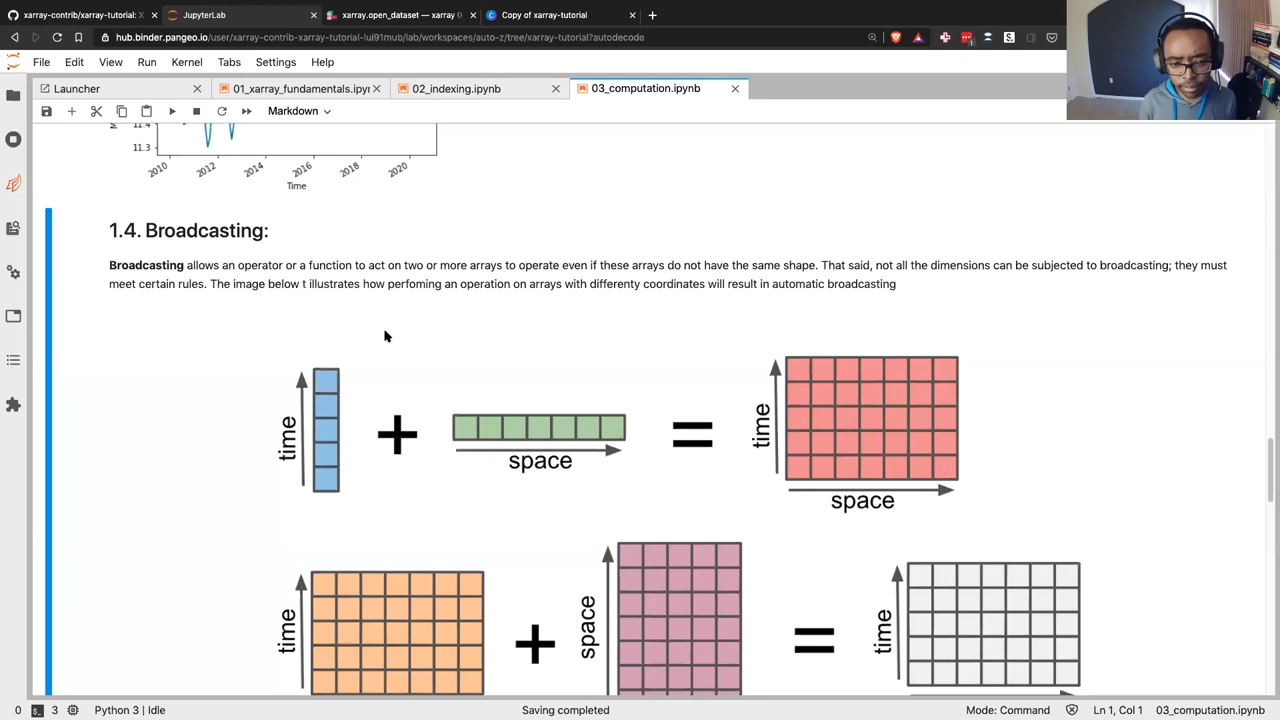 xarray-contrib/xarray-tutorial: X
JupyterLab
xarray.open_dataset — xarray 0
Copy of xarray-tutorial
hub.binder.pangeo.io/user/xarray-contrib-xarray-tutorial-lui91mub/lab/workspaces/auto-z/tree/xarray-tutorial?autodecode
File Edit View Run Kernel Tabs Settings Help
Launcher
01_xarray_fundamentals.ipyn
02_indexing.ipynb
03_computation.ipynb
Markdown
11.4
11.3
2010 2012 2014 2016 2018 2020
Time
1.4. Broadcasting:
Broadcasting allows an operator or a function to act on two or more arrays to operate even if these arrays do not have the same shape. That said, not all the dimensions can be subjected to broadcasting; they must
meet certain rules. The image below t illustrates how perfoming an operation on arrays with differenty coordinates will result in automatic broadcasting
time
+
space
=
time
space
time
+
space
=
time
0
3
Python 3 | Idle
Saving completed
Mode: Command
Ln 1, Col 1
03_computation.ipynb